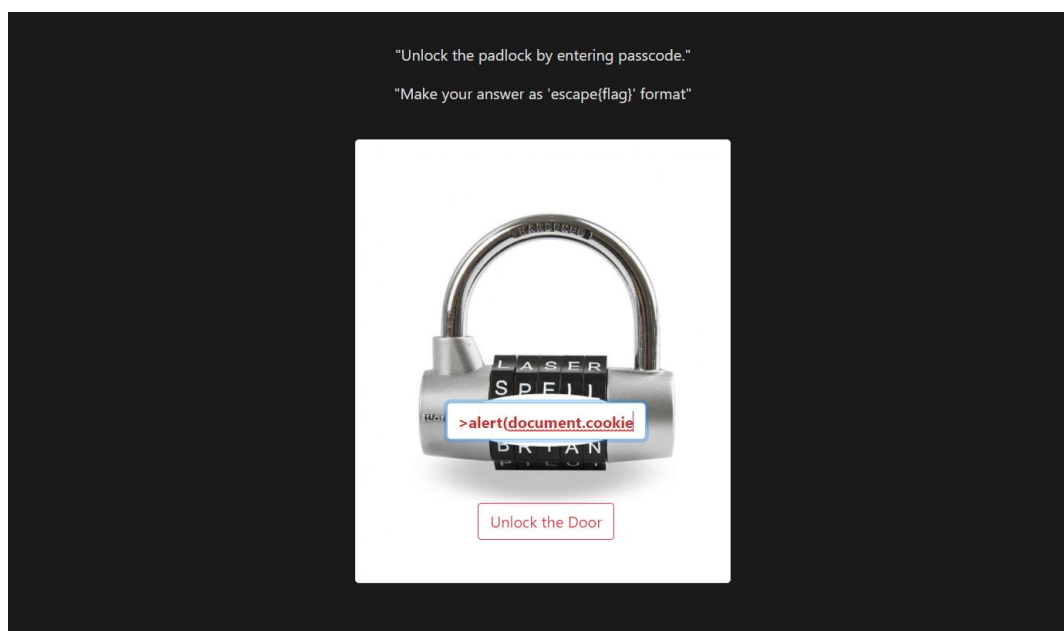 "Unlock the padlock by entering passcode."
"Make your answer as 'escape{flag}' format"
HARDENED
LASER
SPELL
>alert(document.cookie
BRIAN
Unlock the Door